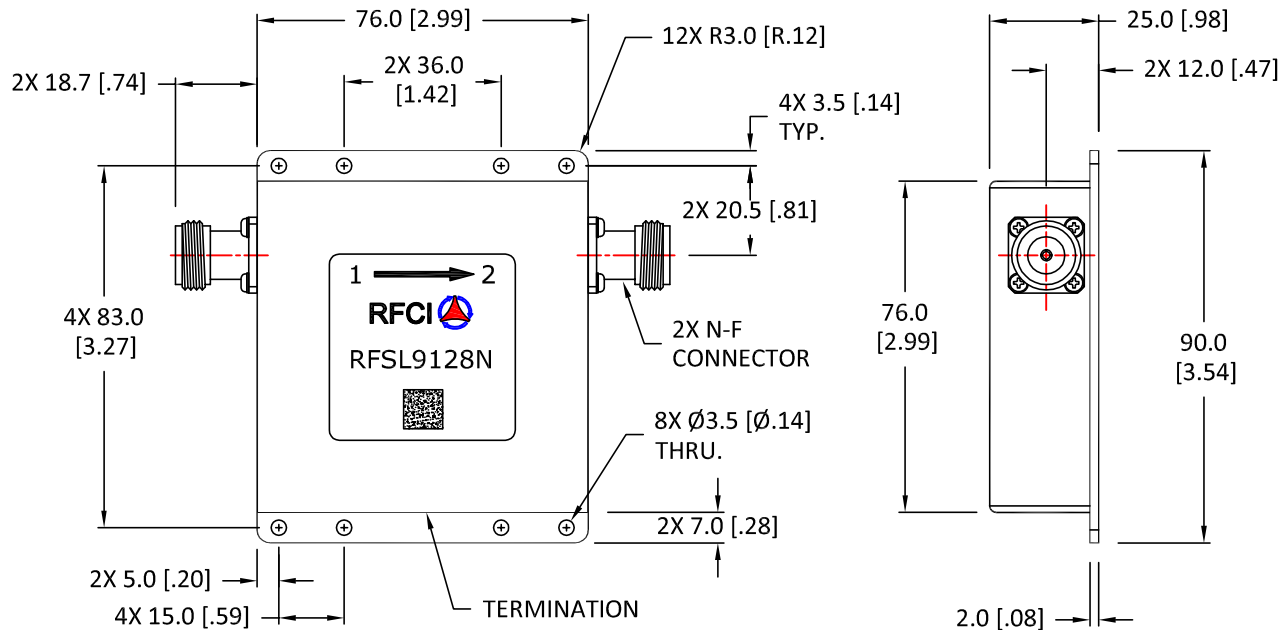 76.0 [2.99]
25.0 [.98]
12X R3.0 [R.12]
2X 18.7 [.74]
2X 36.0
[1.42]
2X 12.0 [.47]
4X 3.5 [.14]
TYP.
2X 20.5 [.81]
1 2
RFCI
RFSL9128N
4X 83.0
[3.27]
2X N-F
CONNECTOR
76.0
[2.99]
90.0
[3.54]
8X Ø3.5 [Ø.14]
THRU.
2X 7.0 [.28]
2X 5.0 [.20]
4X 15.0 [.59]
TERMINATION
2.0 [.08]